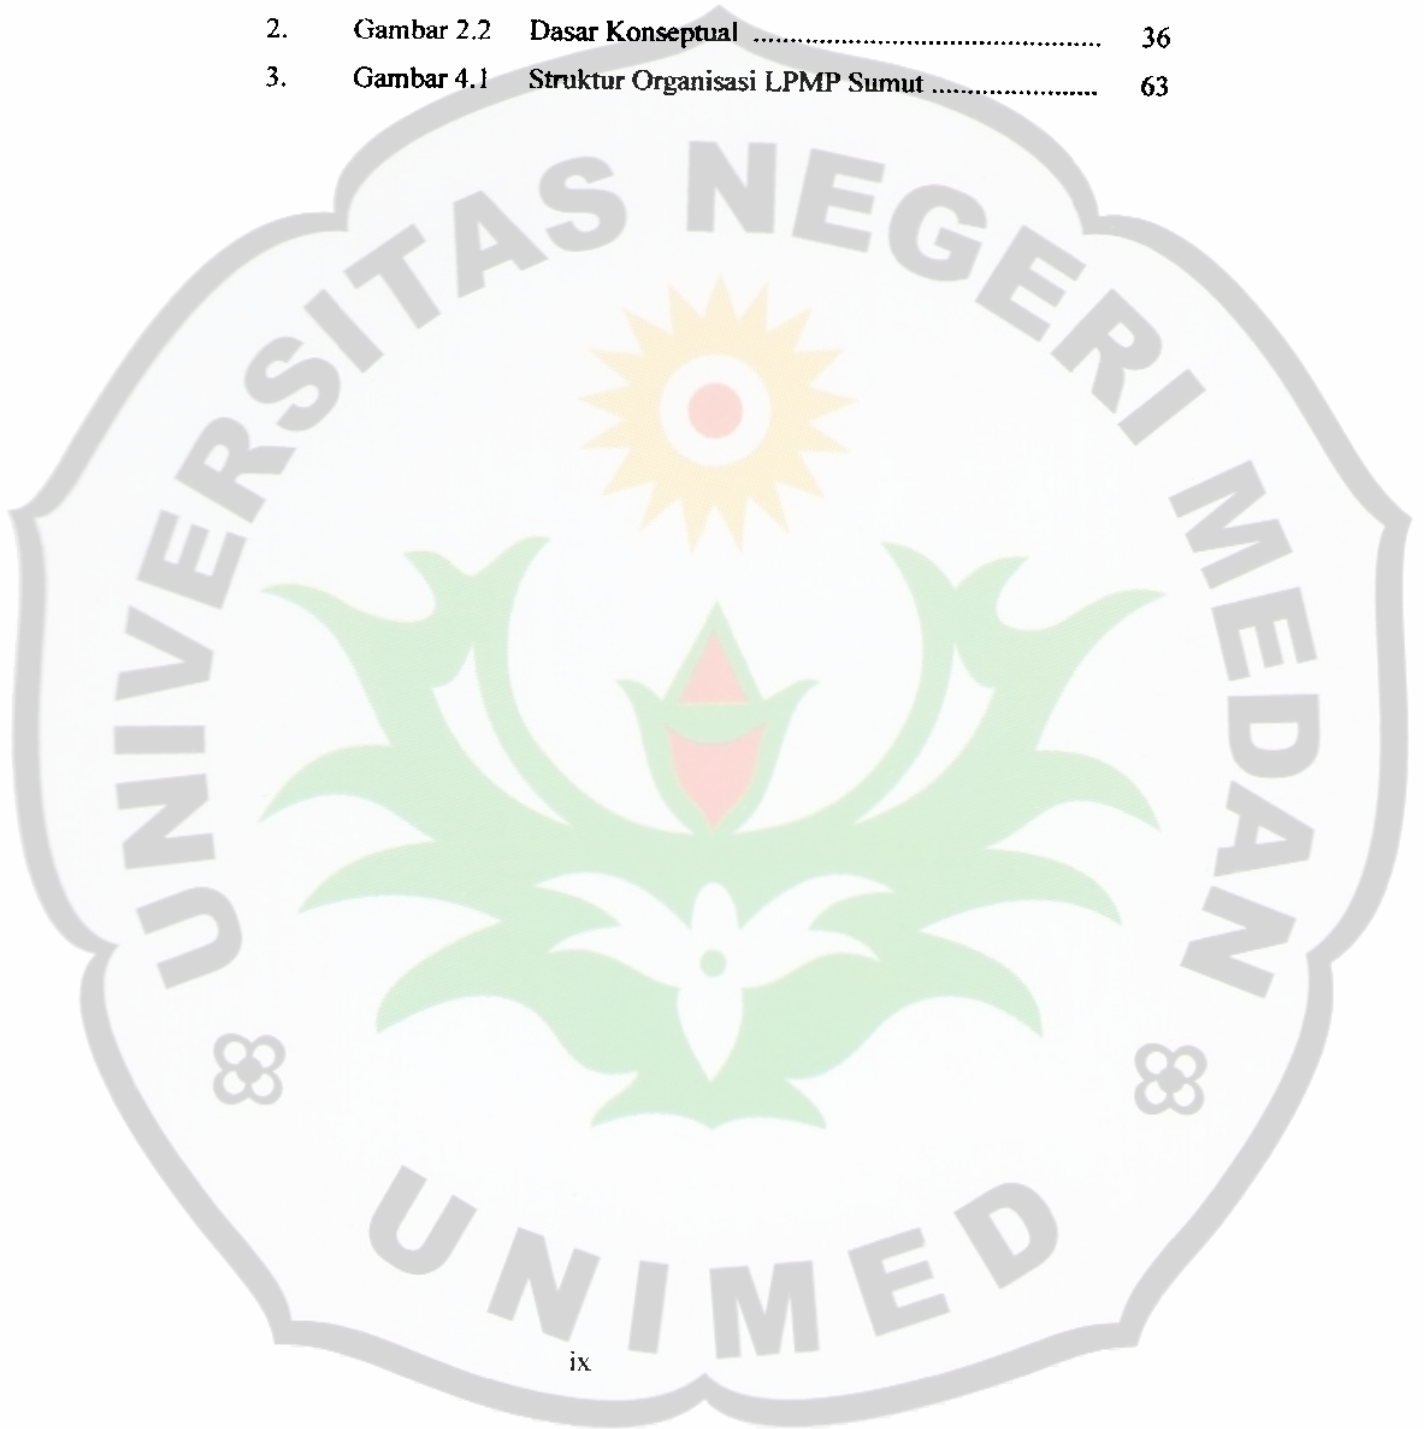 2. Gambar 2.2 Dasar Konseptual ................................................ 36
3. Gambar 4.1 Struktur Organisasi LPMP Sumut ....................... 63
UNIVERSITAS NEGERI MEDAN
UNIMED
ix